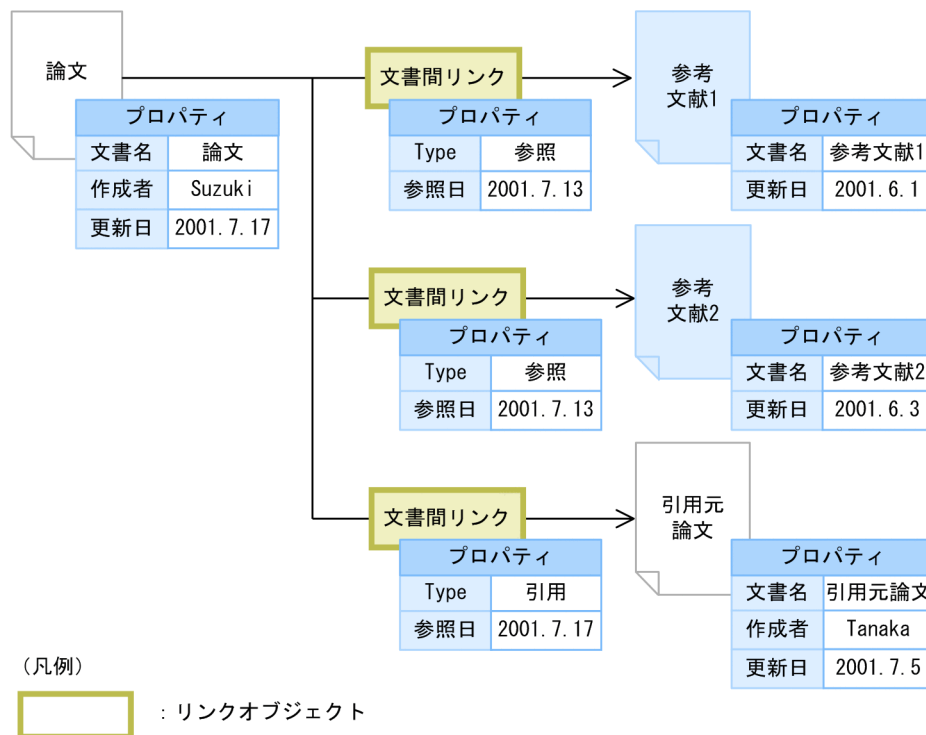 論文
プロパティ
文書名 論文
作成者 Suzuki
更新日 2001.7.17
文書間リンク
プロパティ
Type 参照
参照日 2001.7.13
参考
文献1
プロパティ
文書名 参考文献1
更新日 2001.6.1
文書間リンク
プロパティ
Type 参照
参照日 2001.7.13
参考
文献2
プロパティ
文書名 参考文献2
更新日 2001.6.3
文書間リンク
プロパティ
Type 引用
参照日 2001.7.17
引用元
論文
プロパティ
文書名 引用元論文
作成者 Tanaka
更新日 2001.7.5
（凡例）
：リンクオブジェクト